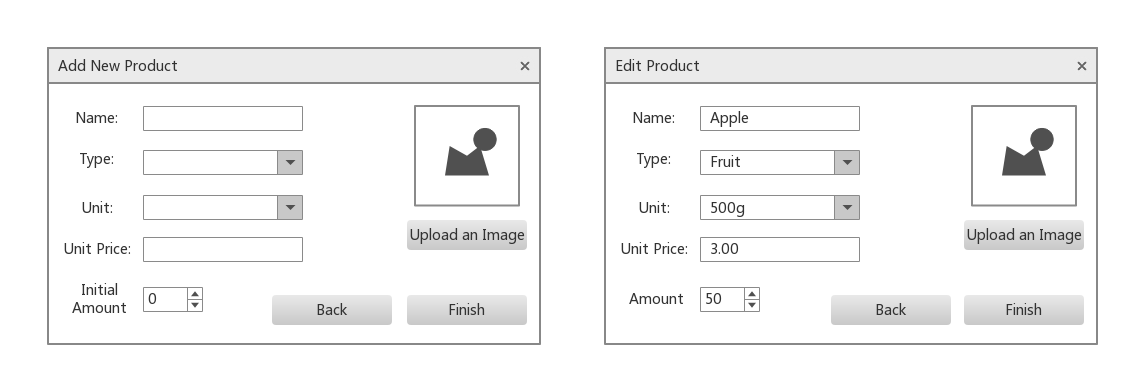 Add New Product ×
Name:
Type:
Unit:
Unit Price:
Initial
Amount
0
Upload an Image
Back
Finish
Edit Product ×
Name: Apple
Type: Fruit
Unit: 500g
Unit Price: 3.00
Amount 50
Upload an Image
Back
Finish